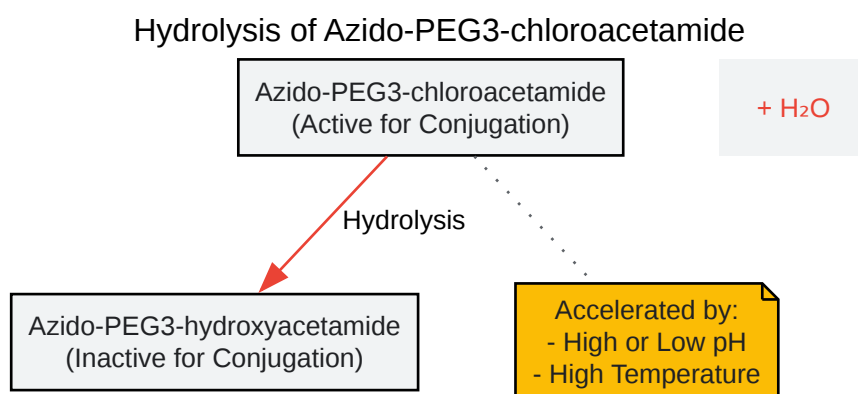 Hydrolysis of Azido-PEG3-chloroacetamide
Azido-PEG3-chloroacetamide
(Active for Conjugation)
+ H₂O
Hydrolysis
Azido-PEG3-hydroxyacetamide
(Inactive for Conjugation)
Accelerated by:
- High or Low pH
- High Temperature